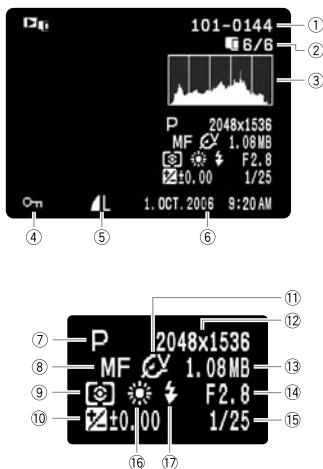 101-0144 ①
6/6 ②
③
P 2048x1536
MF 1.08MB
F2.8
±0.00 1/25
L 1.OCT.2006 9:20AM
④ ⑤ ⑥
⑪ ⑫
⑦ P 2048x1536
⑧ MF V 1.08MB ⑬
⑨ F2.8 ⑭
⑩ ±0.00 1/25 ⑮
⑯ ⑰